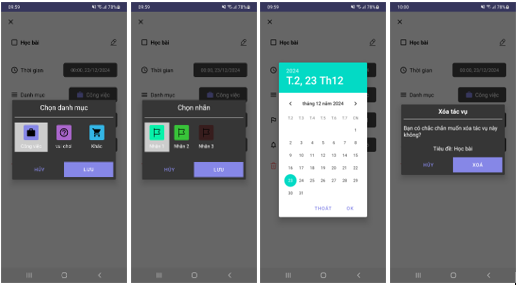 09:59
78%
Học bài
Thời gian
00:00, 23/12/2024
Danh mục
Công việc
Chọn danh mục
Công việc
Khác
HỦY
LƯU
09:59
78%
Học bài
Thời gian
00:00, 23/12/2024
Danh mục
Công việc
Chọn nhãn
Nhãn 1
Nhãn 2
Nhãn 3
HỦY
LƯU
09:59
78%
Học bài
2024
T.2, 23 Th12
tháng 12 năm 2024
T2 T3 T4 T5 T6 T7 CN
1
2 3 4 5 6 7 8
9 10 11 12 13 14 15
16 17 18 19 20 21 22
23 24 25 26 27 28 29
30 31
THOÁT
OK
10:00
78%
Học bài
Thời gian
00:00, 23/12/2024
Danh mục
Công việc
Xóa tác vụ
Bạn có chắc chắn muốn xóa tác vụ này
không?
Tiêu đề: Học bài
HỦY
XOÁ